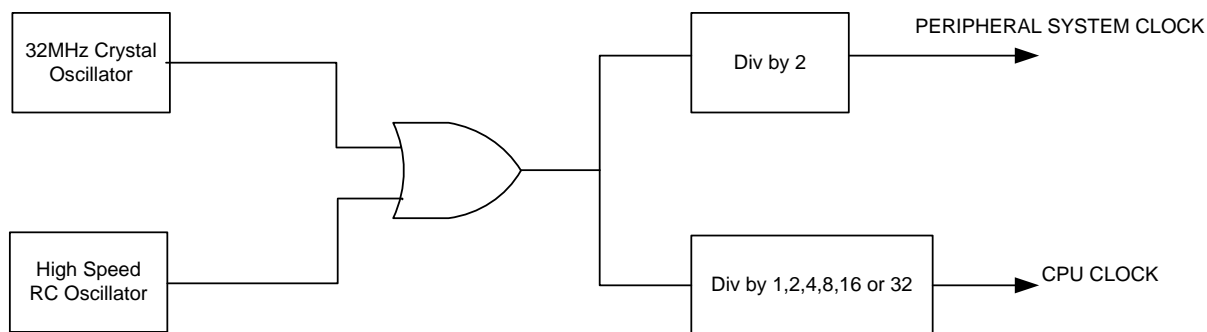 32MHz Crystal
Oscillator
High Speed
RC Oscillator
Div by 2
PERIPHERAL SYSTEM CLOCK
Div by 1,2,4,8,16 or 32
CPU CLOCK